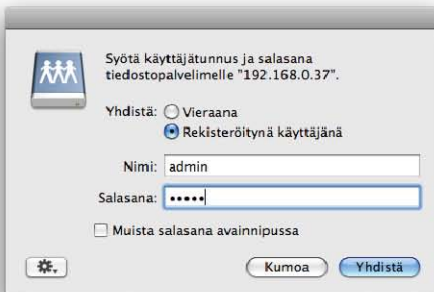 Syötä käyttäjätunnus ja salasana
tiedostopalvelimelle "192.168.0.37".
Yhdistä: Vieraana
Rekisteröitynä käyttäjänä
Nimi: admin
Salasana: •••••
Muista salasana avainnipussa
Kumoa Yhdistä